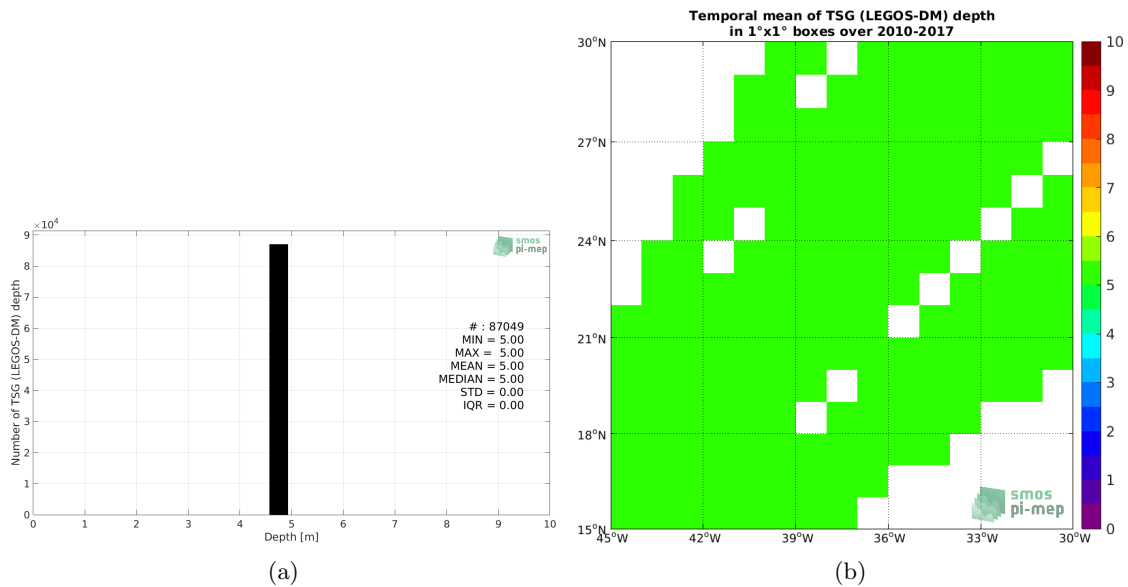 ×10⁴
9
8
7
6
5
4
3
2
1
0
0 1 2 3 4 5 6 7 8 9 10
Number of TSG (LEGOS-DM) depth
Depth [m]
smos
pi-mep
# : 87049
MIN = 5.00
MAX = 5.00
MEAN = 5.00
MEDIAN = 5.00
STD = 0.00
IQR = 0.00
(a)
Temporal mean of TSG (LEGOS-DM) depth
in 1°x1° boxes over 2010-2017
30°N
27°N
24°N
21°N
18°N
15°N
45°W 42°W 39°W 36°W 33°W 30°W
smos
pi-mep
10
9
8
7
6
5
4
3
2
1
0
(b)